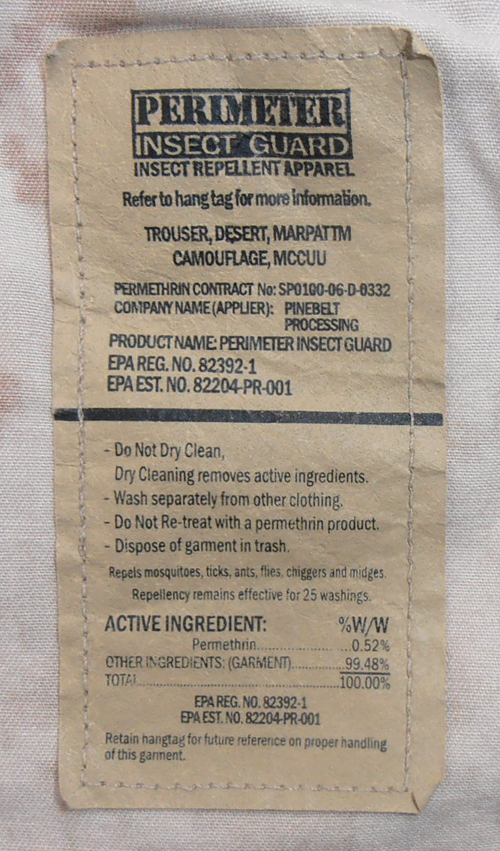 PERIMETER
INSECT GUARD
INSECT REPELLENT APPAREL
Refer to hang tag for more information.
TROUSER, DESERT, MARPAT TM
CAMOUFLAGE, MCCUU
PERMETHRIN CONTRACT No: SP0100-06-D-0332
COMPANY NAME (APPLIER): PINEBELT
PROCESSING
PRODUCT NAME: PERIMETER INSECT GUARD
EPA REG. NO. 82392-1
EPA EST. NO. 82204-PR-001
- Do Not Dry Clean,
Dry Cleaning removes active ingredients.
- Wash separately from other clothing.
- Do Not Re-treat with a permethrin product.
- Dispose of garment in trash.
Repels mosquitoes, ticks, ants, flies, chiggers and midges.
Repellency remains effective for 25 washings.
ACTIVE INGREDIENT: %W/W
Permethrin........................0.52%
OTHER INGREDIENTS: (GARMENT)..............99.48%
TOTAL..................................................100.00%
EPA REG. NO. 82392-1
EPA EST. NO. 82204-PR-001
Retain hangtag for future reference on proper handling
of this garment.